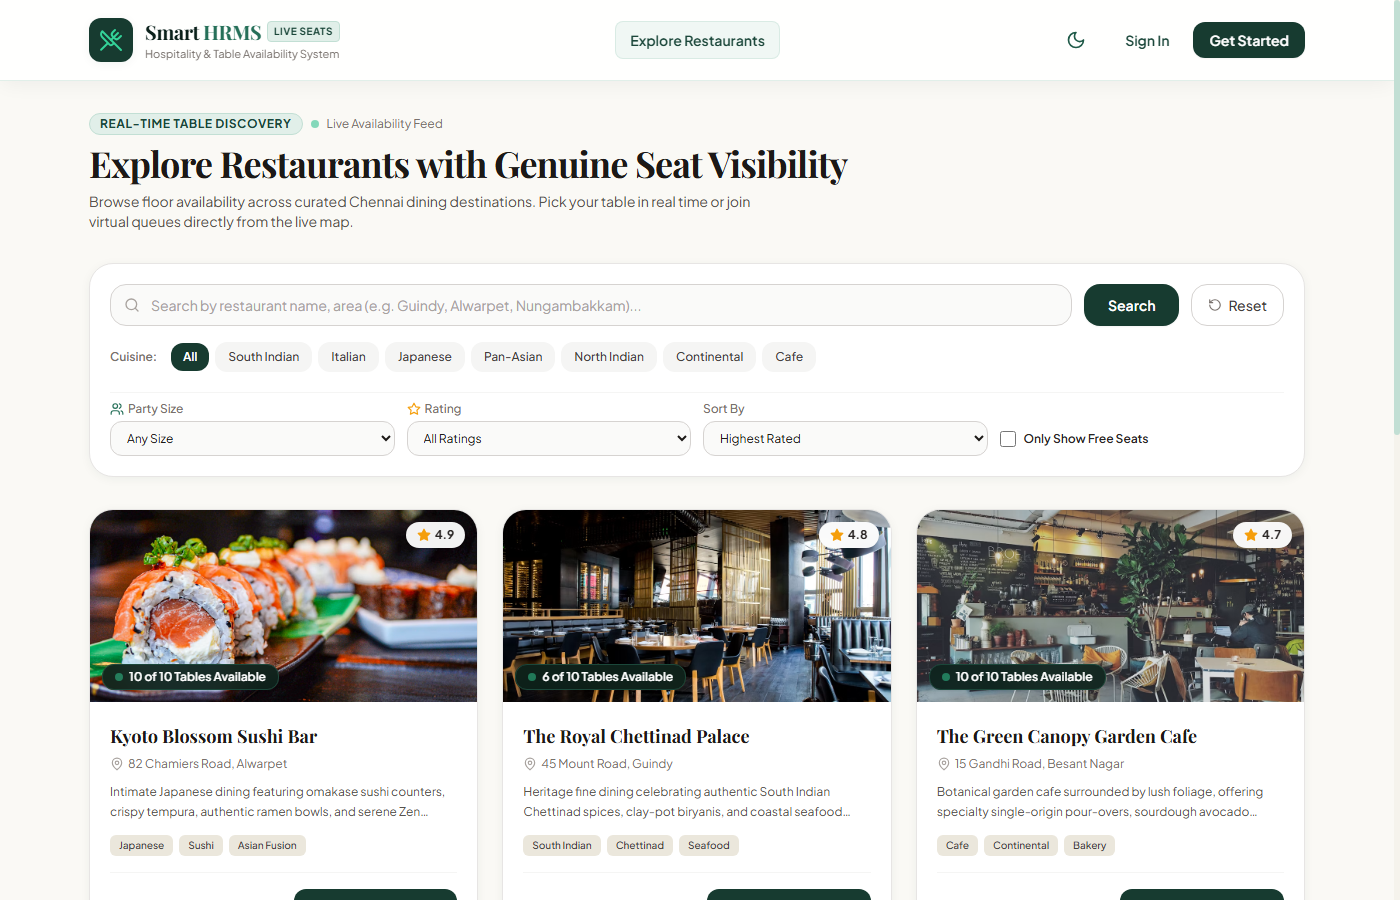 Smart HRMS LIVE SEATS
Hospitality & Table Availability System
Explore Restaurants
Sign In
Get Started
REAL-TIME TABLE DISCOVERY
Live Availability Feed
Explore Restaurants with Genuine Seat Visibility
Browse floor availability across curated Chennai dining destinations. Pick your table in real time or join
virtual queues directly from the live map.
Search by restaurant name, area (e.g. Guindy, Alwarpet, Nungambakkam)...
Search
Reset
Cuisine: All South Indian Italian Japanese Pan-Asian North Indian Continental Cafe
Party Size
Rating
Sort By
Any Size
All Ratings
Highest Rated
Only Show Free Seats
4.9
10 of 10 Tables Available
Kyoto Blossom Sushi Bar
82 Chamiers Road, Alwarpet
Intimate Japanese dining featuring omakase sushi counters,
crispy tempura, authentic ramen bowls, and serene Zen...
Japanese Sushi Asian Fusion
4.8
6 of 10 Tables Available
The Royal Chettinad Palace
45 Mount Road, Guindy
Heritage fine dining celebrating authentic South Indian
Chettinad spices, clay-pot biryanis, and coastal seafood...
South Indian Chettinad Seafood
4.7
10 of 10 Tables Available
The Green Canopy Garden Cafe
15 Gandhi Road, Besant Nagar
Botanical garden cafe surrounded by lush foliage, offering
specialty single-origin pour-overs, sourdough avocado...
Cafe Continental Bakery